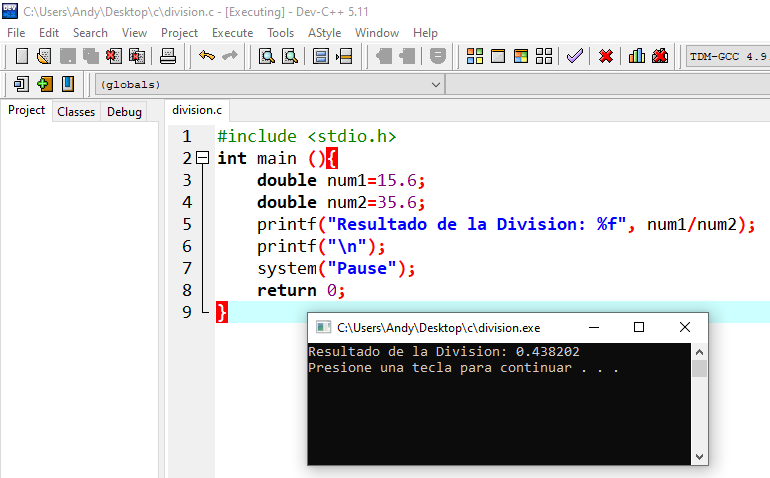 C:\Users\Andy\Desktop\c\division.c - [Executing] - Dev-C++ 5.11
File Edit Search View Project Execute Tools AStyle Window Help
TDM-GCC 4.9
(globals)
Project Classes Debug
division.c
1 #include <stdio.h>
2 int main (){
3 double num1=15.6;
4 double num2=35.6;
5 printf("Resultado de la Division: %f", num1/num2);
6 printf("\n");
7 system("Pause");
8 return 0;
9 }
C:\Users\Andy\Desktop\c\division.exe
Resultado de la Division: 0.438202
Presione una tecla para continuar . . .